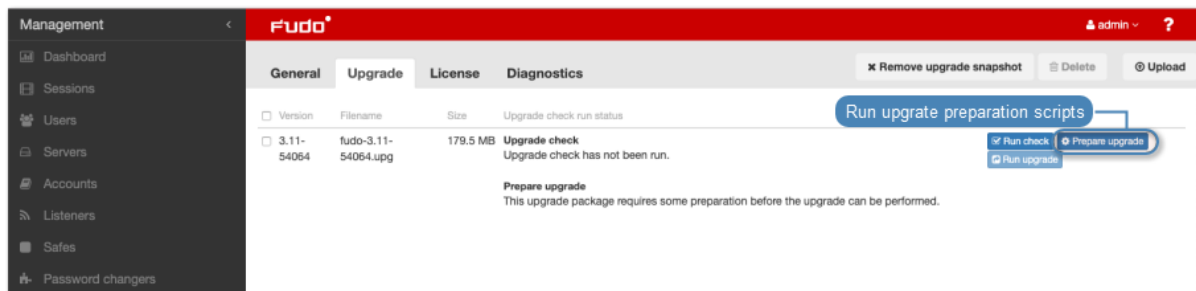 Management
FUDO
admin
?
Dashboard
Sessions
Users
Servers
Accounts
Listeners
Safes
Password changers
General Upgrade License Diagnostics
Remove upgrade snapshot Delete Upload
Version Filename Size Upgrade check run status
Run upgrate preparation scripts
3.11- fudo-3.11- 179.5 MB Upgrade check Run check Prepare upgrade
54064 54064.upg Upgrade check has not been run. Run upgrade
Prepare upgrade
This upgrade package requires some preparation before the upgrade can be performed.